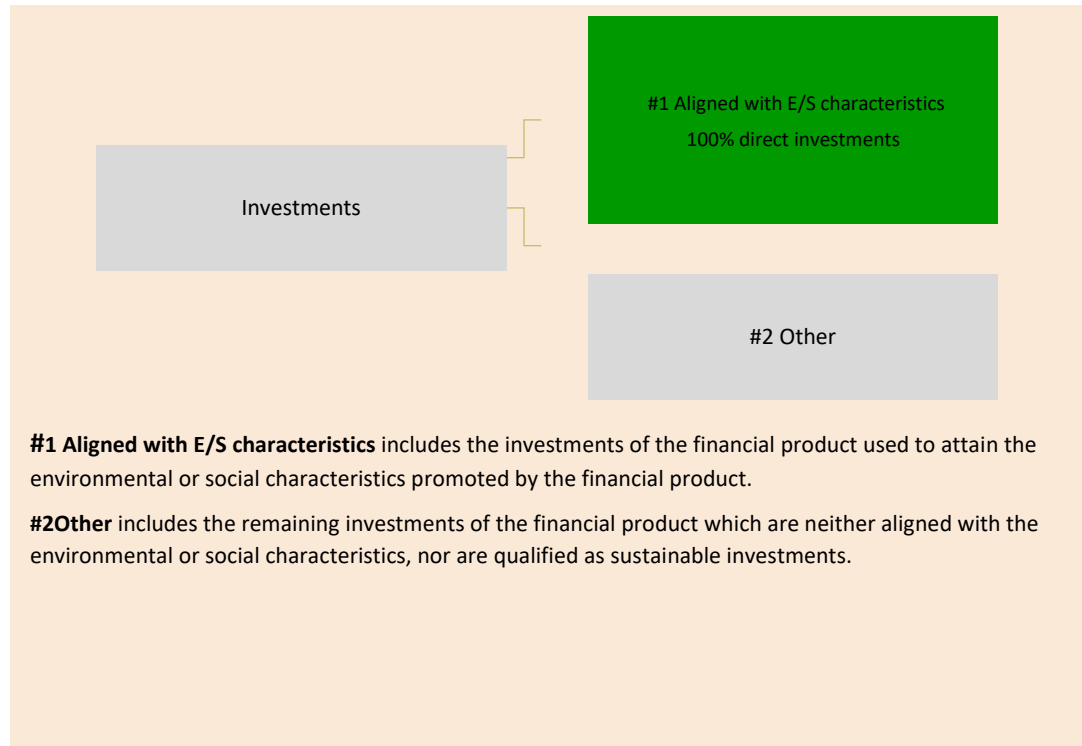 #1 Aligned with E/S characteristics
100% direct investments
Investments
#2 Other
#1 Aligned with E/S characteristics includes the investments of the financial product used to attain the
environmental or social characteristics promoted by the financial product.
#2Other includes the remaining investments of the financial product which are neither aligned with the
environmental or social characteristics, nor are qualified as sustainable investments.